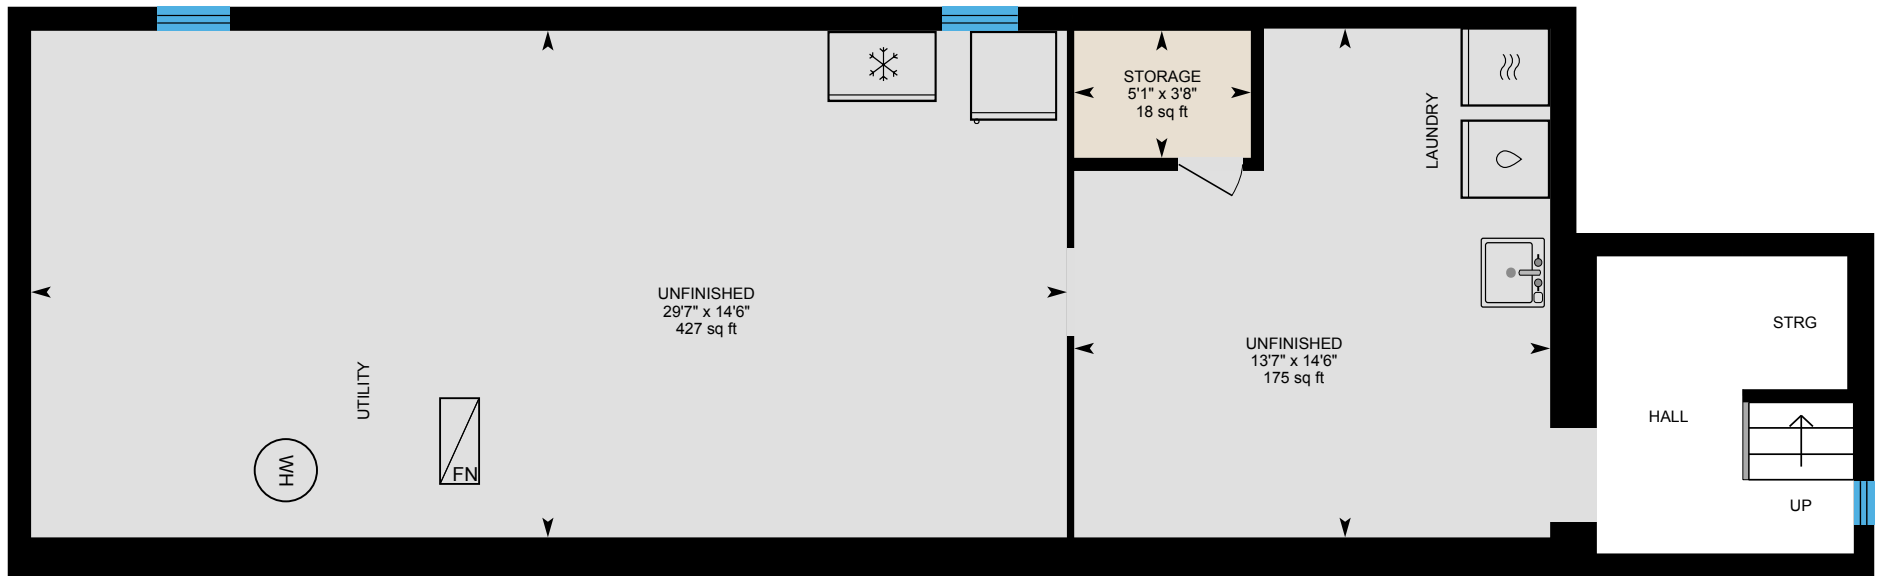 STORAGE
5'1" x 3'8"
18 sq ft
LAUNDRY
UNFINISHED
29'7" x 14'6"
427 sq ft
UNFINISHED
13'7" x 14'6"
175 sq ft
STRG
UTILITY
HALL
WH
FN
UP